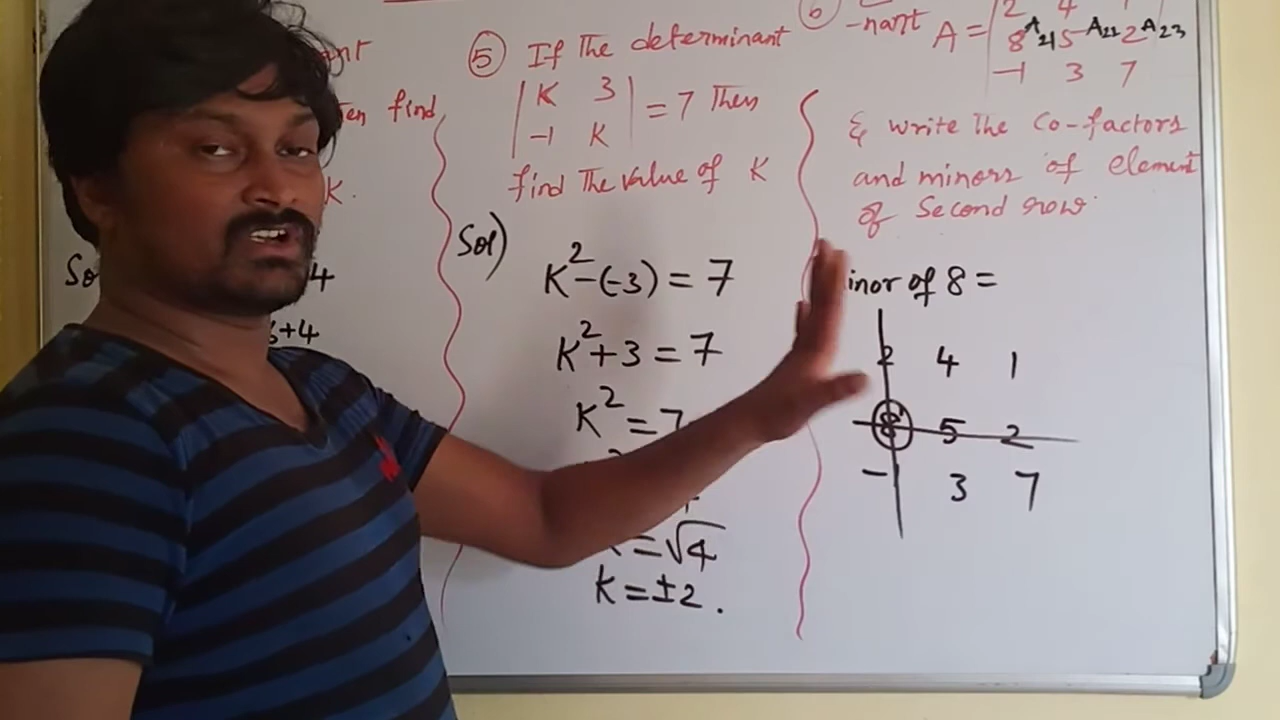 en find
K.
So
4
+4
⑤ If The determinant
|K 3|
|-1 K| = 7 Then
find The value of K
Sol)
K²-(-3) = 7
K²+3 = 7
K² = 7
= √4
K = ±2.
⑥
-nant A = |2 4
8 A21 5 A22 2 A23
-1 3 7
& write The Co-factors
and minors of element
of Second row.
inor of 8 =
2 4 1
8 5 2
- 3 7